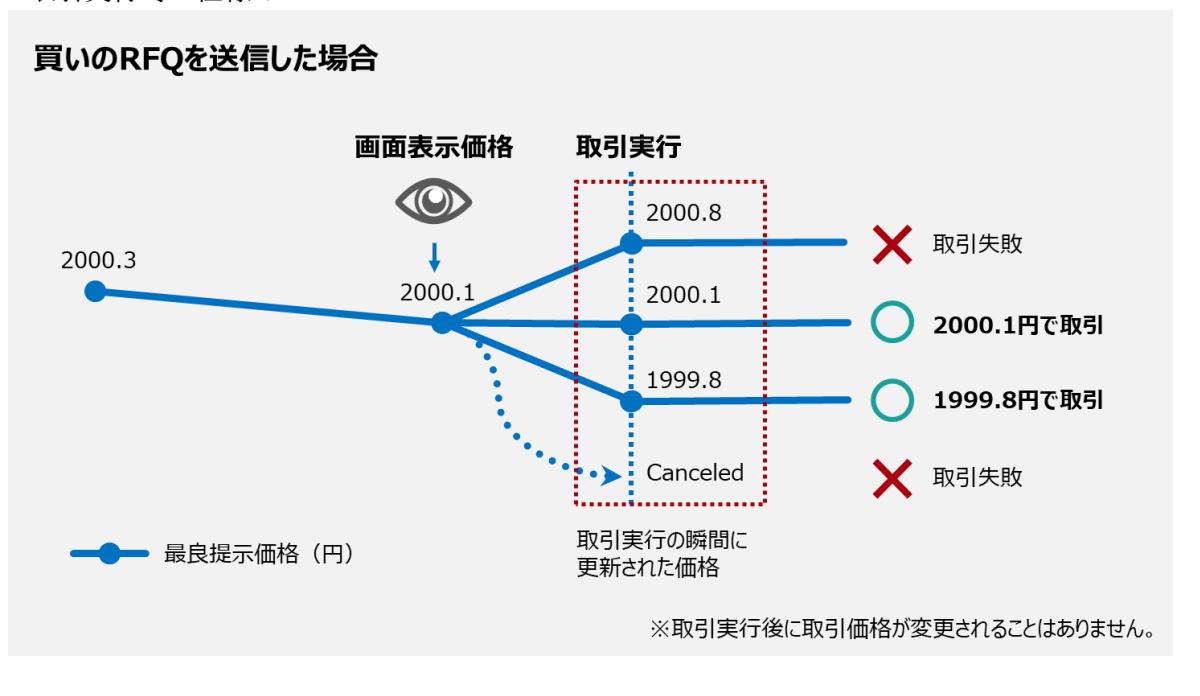 買いのRFQを送信した場合
画面表示価格
取引実行
2000.8
取引失敗
2000.3
2000.1
2000.1
2000.1円で取引
1999.8
1999.8円で取引
Canceled
取引失敗
最良提示価格（円）
取引実行の瞬間に
更新された価格
※取引実行後に取引価格が変更されることはありません。